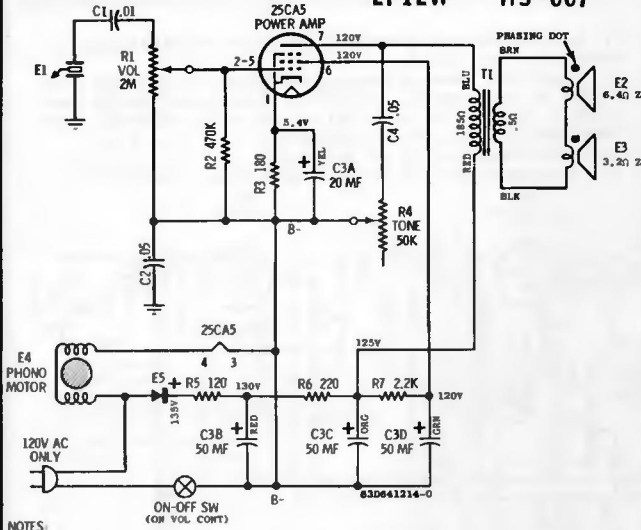 EP12EW HS-667
C1 .01
25CA5
POWER AMP
7
120V
120V
6
2-5
1
E1
R1
VOL
2M
R2 470K
5.4V
R3 180
YEL
C3A
20 MF
C4 .05
R4
TONE
50K
B-
C2 .05
BLU
T1
185Ω
RED
.5Ω
PHASING DOT
BRN
E2
6.4Ω Z
E3
3.2Ω Z
BLK
25CA5
4 3
125V
E4
PHONO
MOTOR
E5
135V
R5 120
130V
R6 220
R7 2.2K
120V
C3B
50 MF
RED
C3C
50 MF
ORG
C3D
50 MF
GRN
120V AC
ONLY
ON-OFF SW
(ON VOL CONT)
B-
63D641214-0
NOTES: